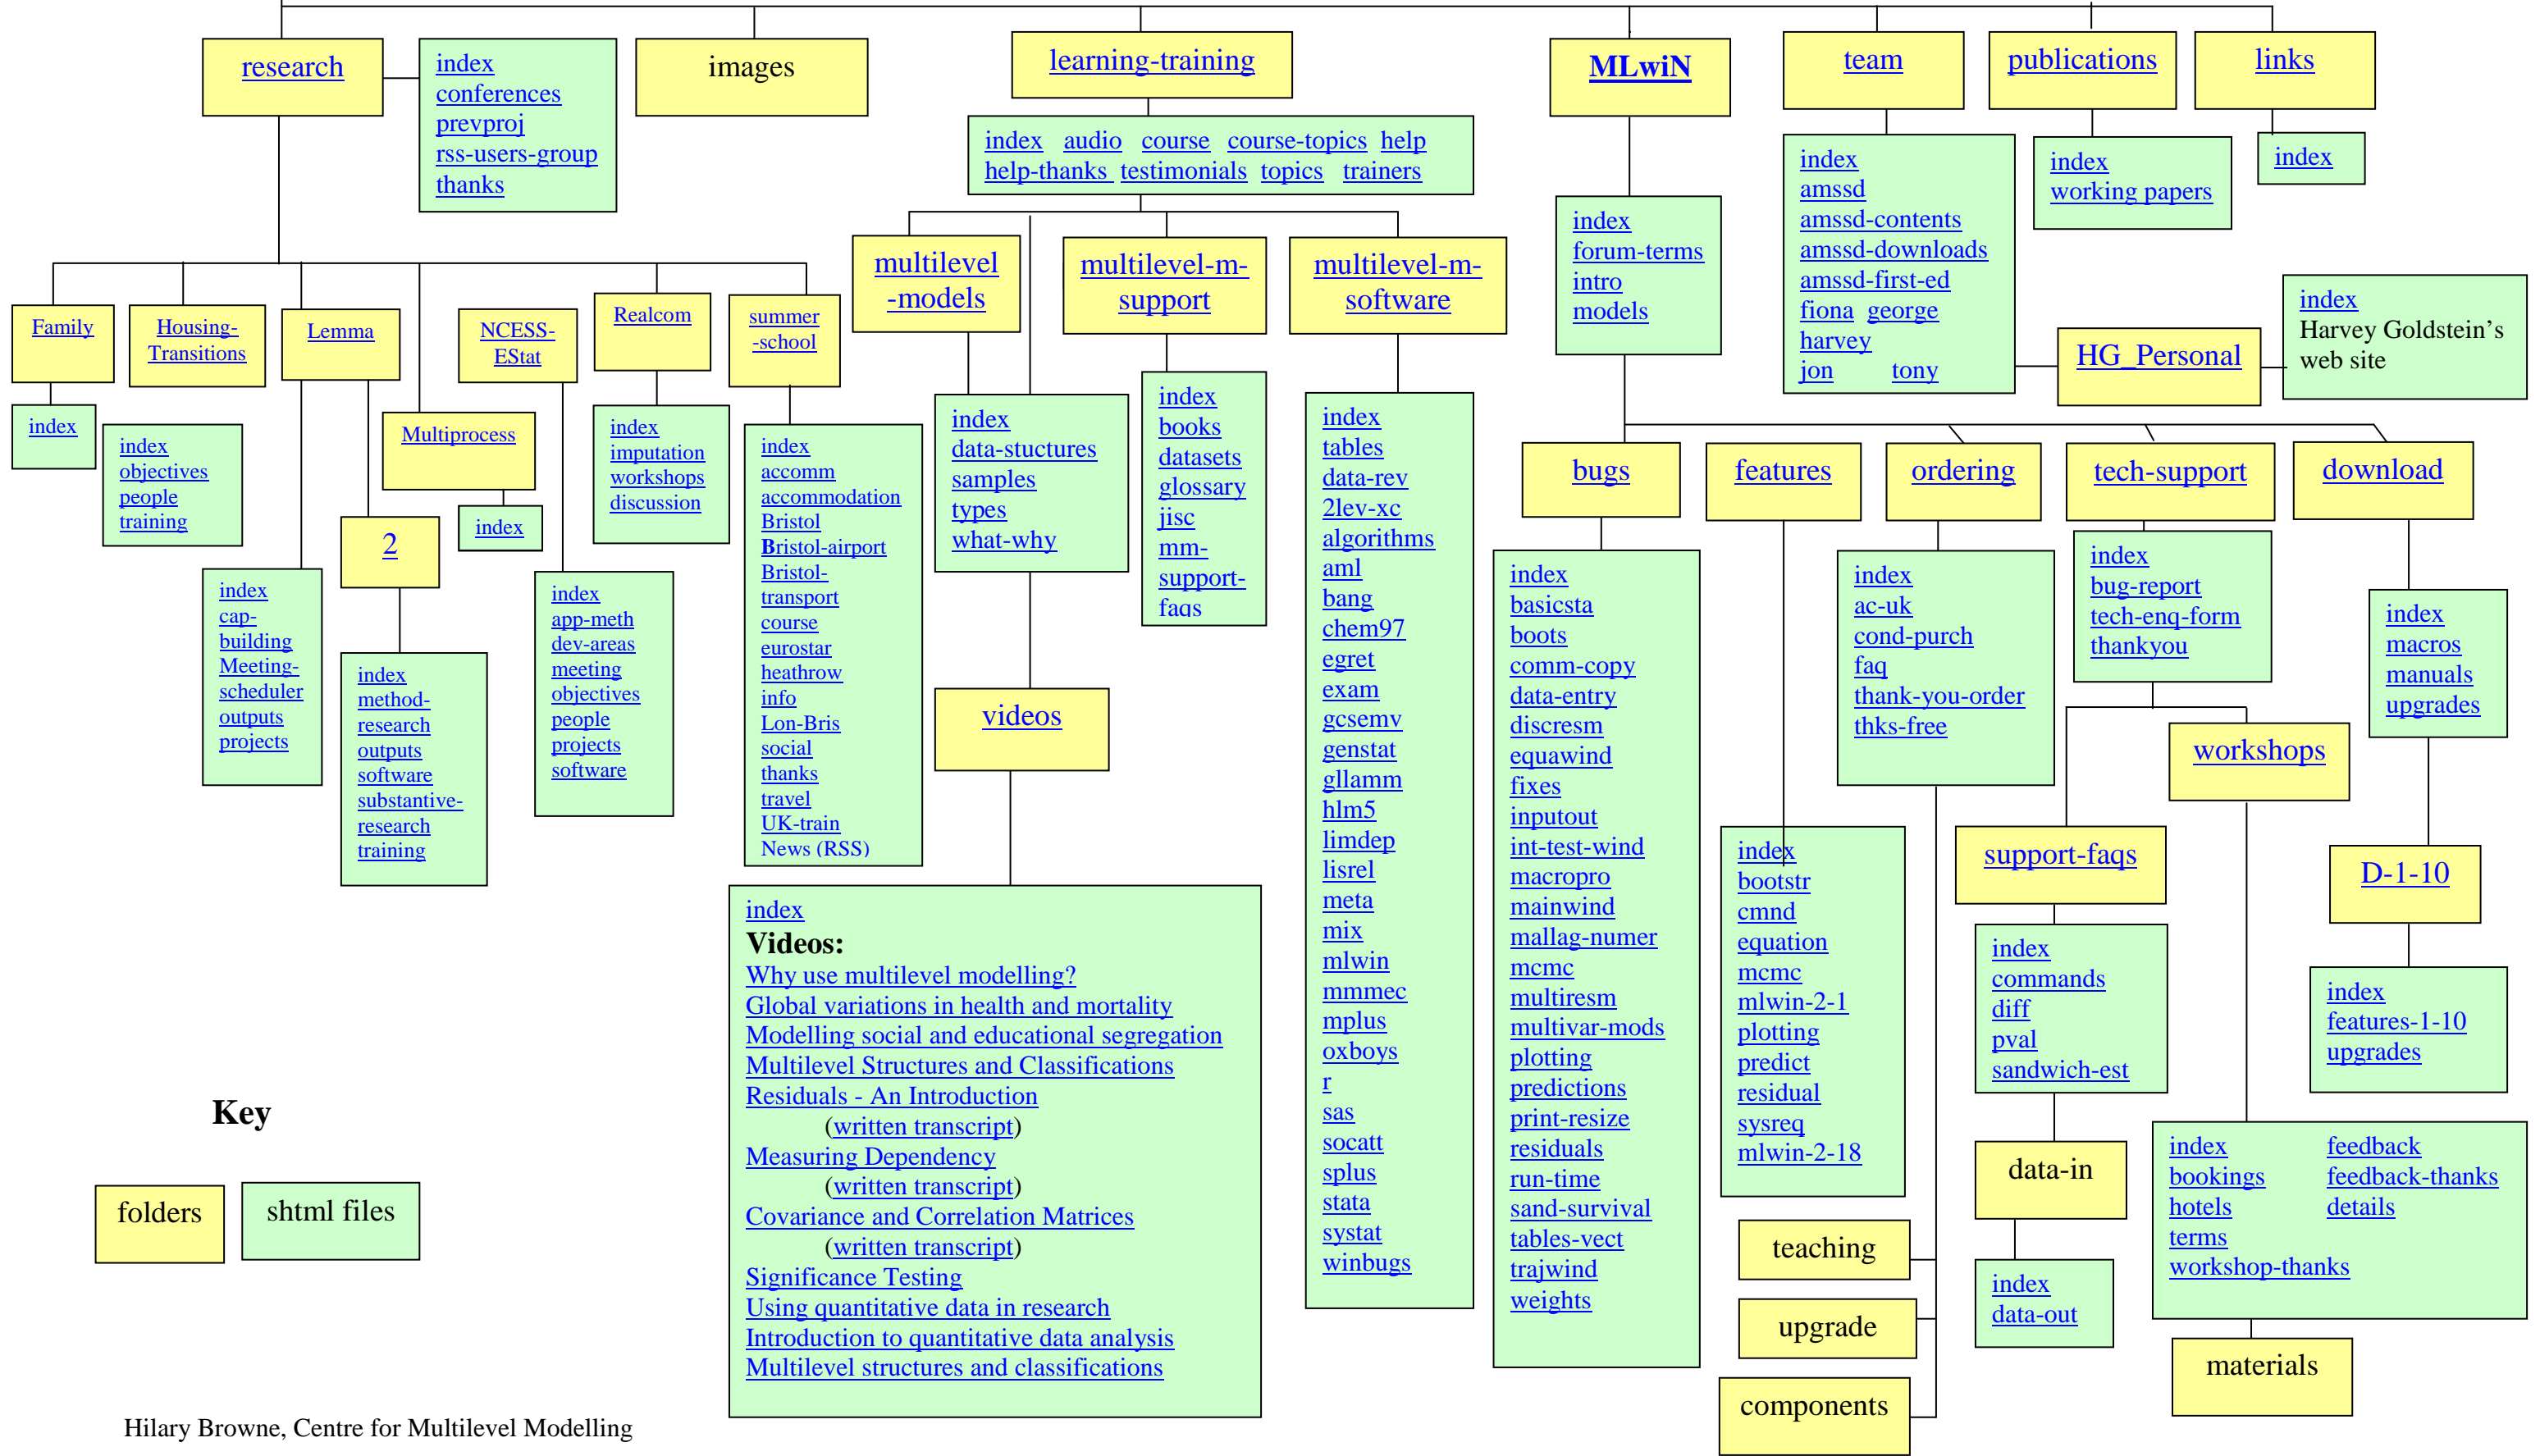 research
index
conferences
prevproj
rss-users-group
thanks
images
learning-training
index audio course course-topics help
help-thanks testimonials topics trainers
MLwiN
index
forum-terms
intro
models
team
index
amssd
amssd-contents
amssd-downloads
amssd-first-ed
fiona george
harvey
jon tony
publications
index
working papers
links
index
HG_Personal
index
Harvey Goldstein's
web site
Family
index
Housing-
Transitions
index
objectives
people
training
Lemma
index
cap-
building
Meeting-
scheduler
outputs
projects
2
index
method-
research
outputs
software
substantive-
research
training
Multiprocess
index
NCESS-
EStat
index
app-meth
dev-areas
meeting
objectives
people
projects
software
Realcom
index
imputation
workshops
discussion
summer
-school
index
accomm
accommodation
Bristol
Bristol-airport
Bristol-
transport
course
eurostar
heathrow
info
Lon-Bris
social
thanks
travel
UK-train
News (RSS)
multilevel
-models
index
data-stuctures
samples
types
what-why
videos
index
Videos:
Why use multilevel modelling?
Global variations in health and mortality
Modelling social and educational segregation
Multilevel Structures and Classifications
Residuals - An Introduction
(written transcript)
Measuring Dependency
(written transcript)
Covariance and Correlation Matrices
(written transcript)
Significance Testing
Using quantitative data in research
Introduction to quantitative data analysis
Multilevel structures and classifications
multilevel-m-
support
index
books
datasets
glossary
jisc
mm-
support-
faqs
multilevel-m-
software
index
tables
data-rev
2lev-xc
algorithms
aml
bang
chem97
egret
exam
gcsemv
genstat
gllamm
hlm5
limdep
lisrel
meta
mix
mlwin
mmmec
mplus
oxboys
r
sas
socatt
splus
stata
systat
winbugs
bugs
index
basicsta
boots
comm-copy
data-entry
discresm
equawind
fixes
inputout
int-test-wind
macropro
mainwind
mallag-numer
mcmc
multiresm
multivar-mods
plotting
predictions
print-resize
residuals
run-time
sand-survival
tables-vect
trajwind
weights
features
index
bootstr
cmnd
equation
mcmc
mlwin-2-1
plotting
predict
residual
sysreq
mlwin-2-18
ordering
index
ac-uk
cond-purch
faq
thank-you-order
thks-free
teaching
upgrade
components
tech-support
index
bug-report
tech-enq-form
thankyou
support-faqs
index
commands
diff
pval
sandwich-est
data-in
index
data-out
workshops
index feedback
bookings feedback-thanks
hotels details
terms
workshop-thanks
materials
download
index
macros
manuals
upgrades
D-1-10
index
features-1-10
upgrades
Key
folders
shtml files
Hilary Browne, Centre for Multilevel Modelling